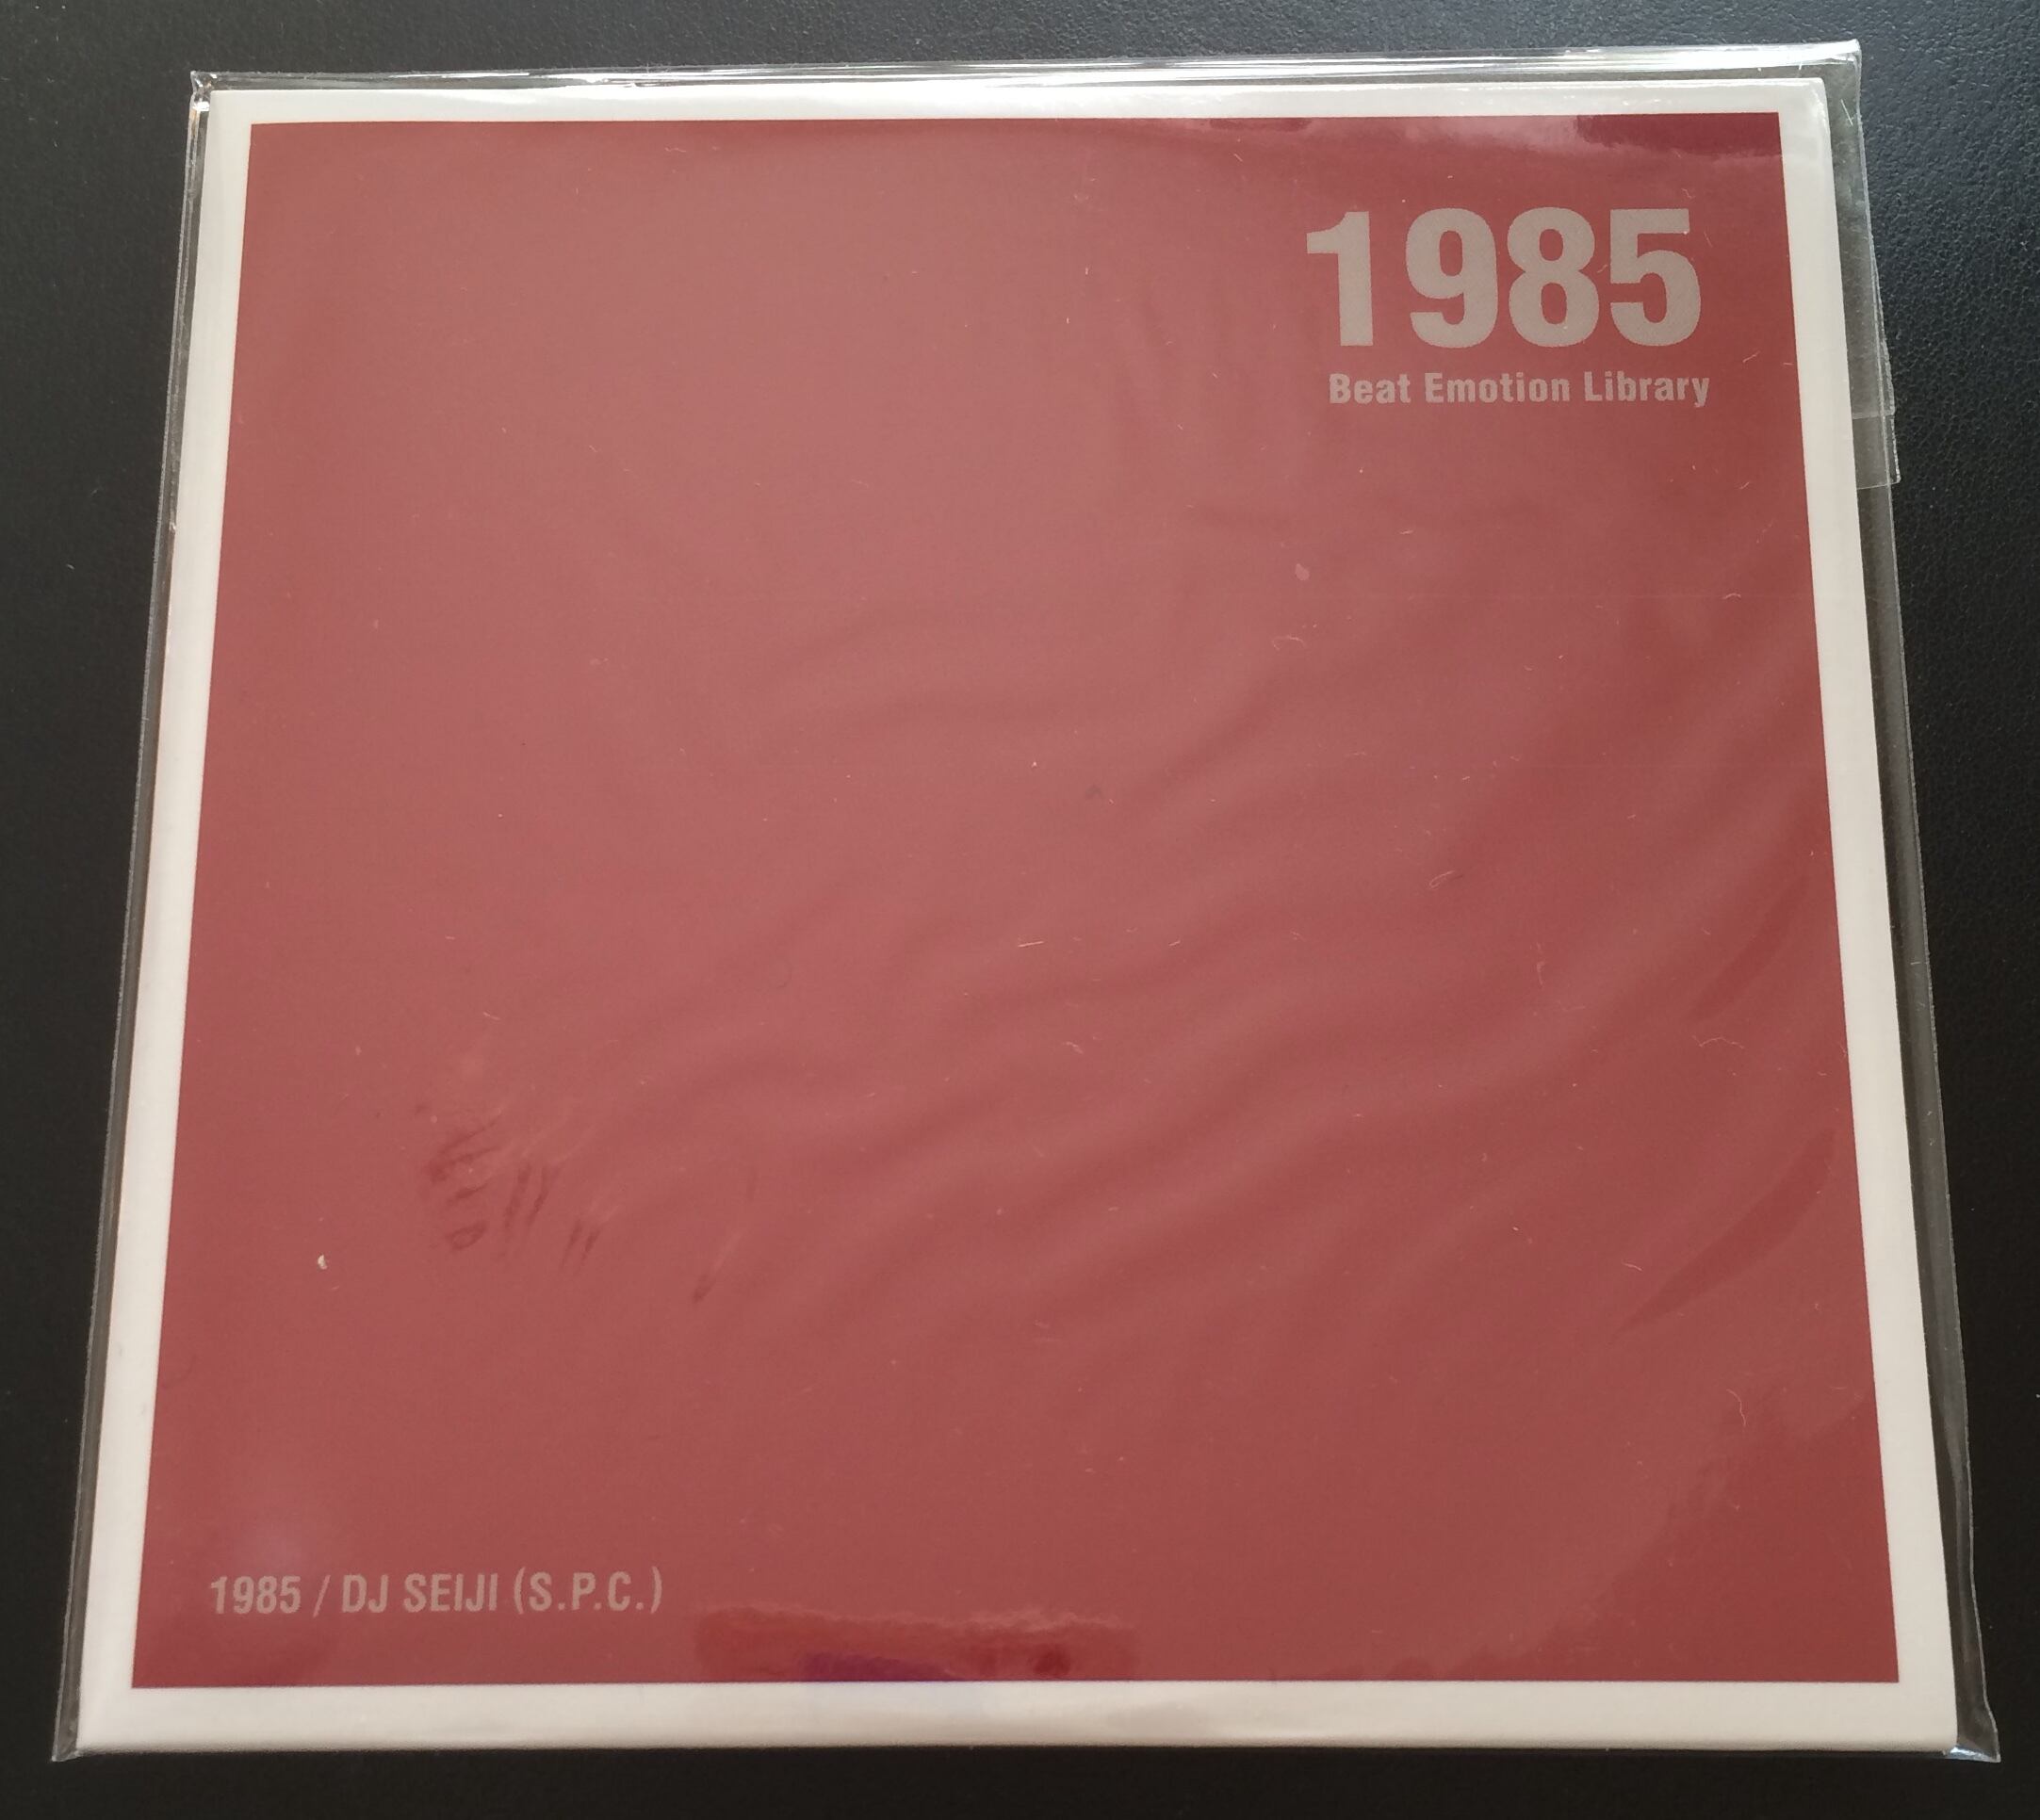 1985
Beat Emotion Library
1985 / DJ SEIJI (S.P.C.)